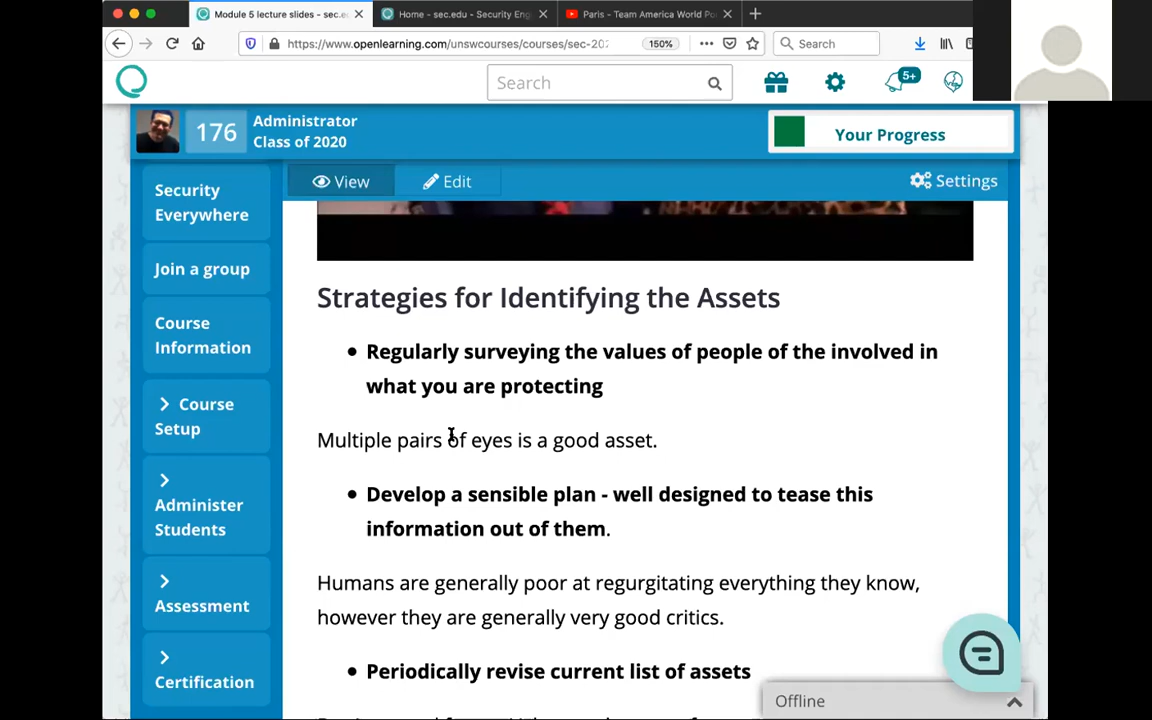 Module 5 lecture slides - sec.e
Home - sec.edu - Security Eng
Paris - Team America World Po
https://www.openlearning.com/unswcourses/courses/sec-20
150%
Search
Search
5+
176
Administrator
Class of 2020
Your Progress
View
Edit
Settings
Security
Everywhere
Join a group
Course
Information
Course
Setup
Administer
Students
Assessment
Certification
Strategies for Identifying the Assets
Regularly surveying the values of people of the involved in
what you are protecting
Multiple pairs of eyes is a good asset.
Develop a sensible plan - well designed to tease this
information out of them.
Humans are generally poor at regurgitating everything they know,
however they are generally very good critics.
Periodically revise current list of assets
Offline